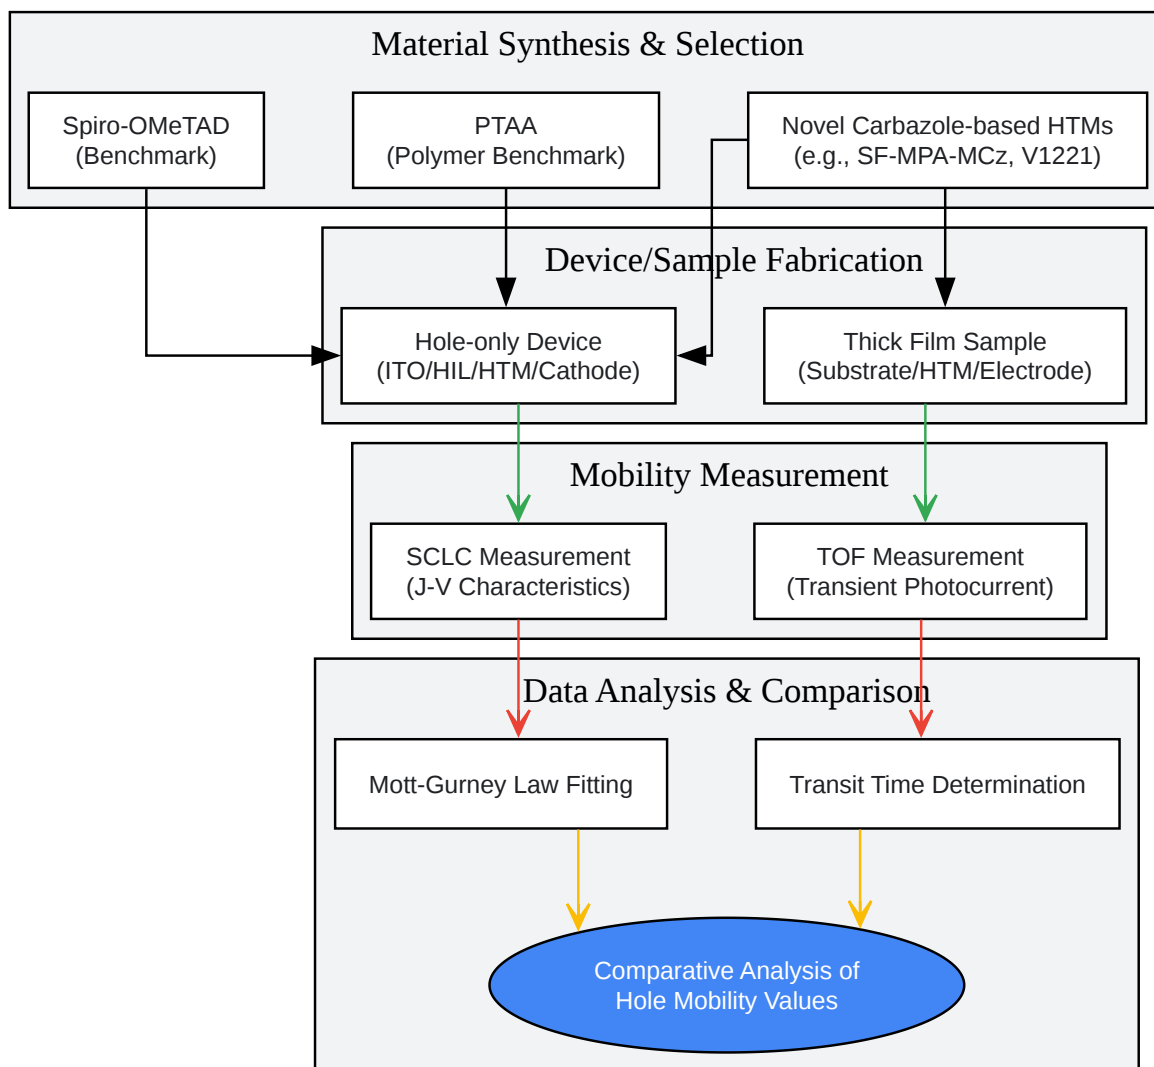 Material Synthesis & Selection
Spiro-OMeTAD
(Benchmark)
PTAA
(Polymer Benchmark)
Novel Carbazole-based HTMs
(e.g., SF-MPA-MCz, V1221)
Device/Sample Fabrication
Hole-only Device
(ITO/HIL/HTM/Cathode)
Thick Film Sample
(Substrate/HTM/Electrode)
Mobility Measurement
SCLC Measurement
(J-V Characteristics)
TOF Measurement
(Transient Photocurrent)
Data Analysis & Comparison
Mott-Gurney Law Fitting
Transit Time Determination
Comparative Analysis of
Hole Mobility Values